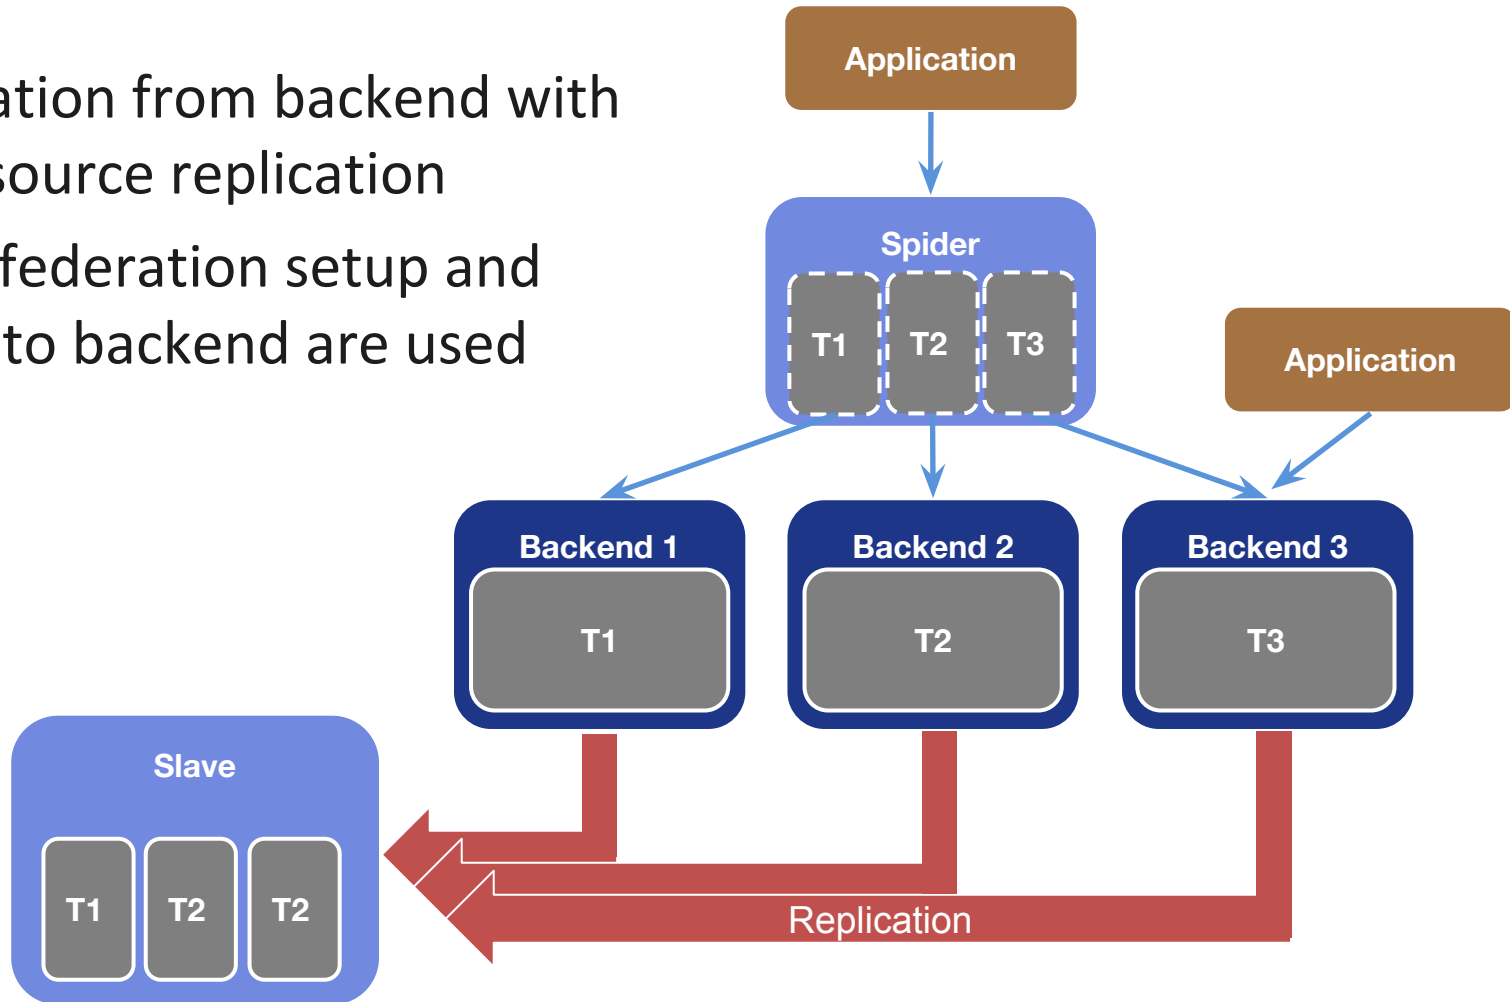 ation from backend with
source replication
federation setup and
to backend are used
Application
Spider
T1 T2 T3
Application
Backend 1 Backend 2 Backend 3
T1 T2 T3
Slave
T1 T2 T2
Replication